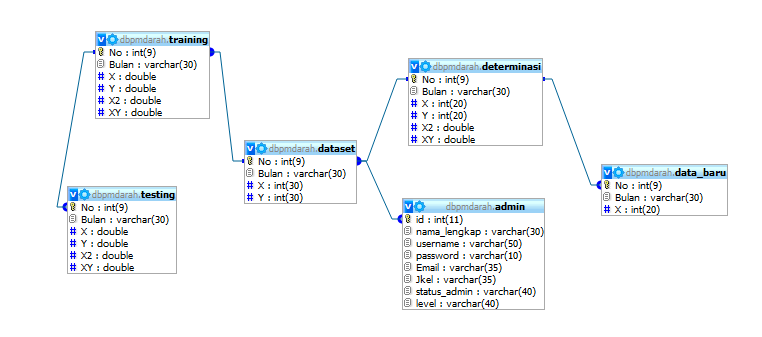 dbpmdarah.training
No : int(9)
Bulan : varchar(30)
# X : double
# Y : double
# X2 : double
# XY : double
dbpmdarah.testing
No : int(9)
Bulan : varchar(30)
# X : double
# Y : double
# X2 : double
# XY : double
dbpmdarah.dataset
No : int(9)
Bulan : varchar(30)
# X : int(30)
# Y : int(30)
dbpmdarah.determinasi
No : int(9)
Bulan : varchar(30)
# X : int(20)
# Y : int(20)
# X2 : double
# XY : double
dbpmdarah.admin
id : int(11)
nama_lengkap : varchar(30)
username : varchar(50)
password : varchar(10)
Email : varchar(35)
Jkel : varchar(35)
status_admin : varchar(40)
level : varchar(40)
dbpmdarah.data_baru
No : int(9)
Bulan : varchar(30)
# X : int(20)